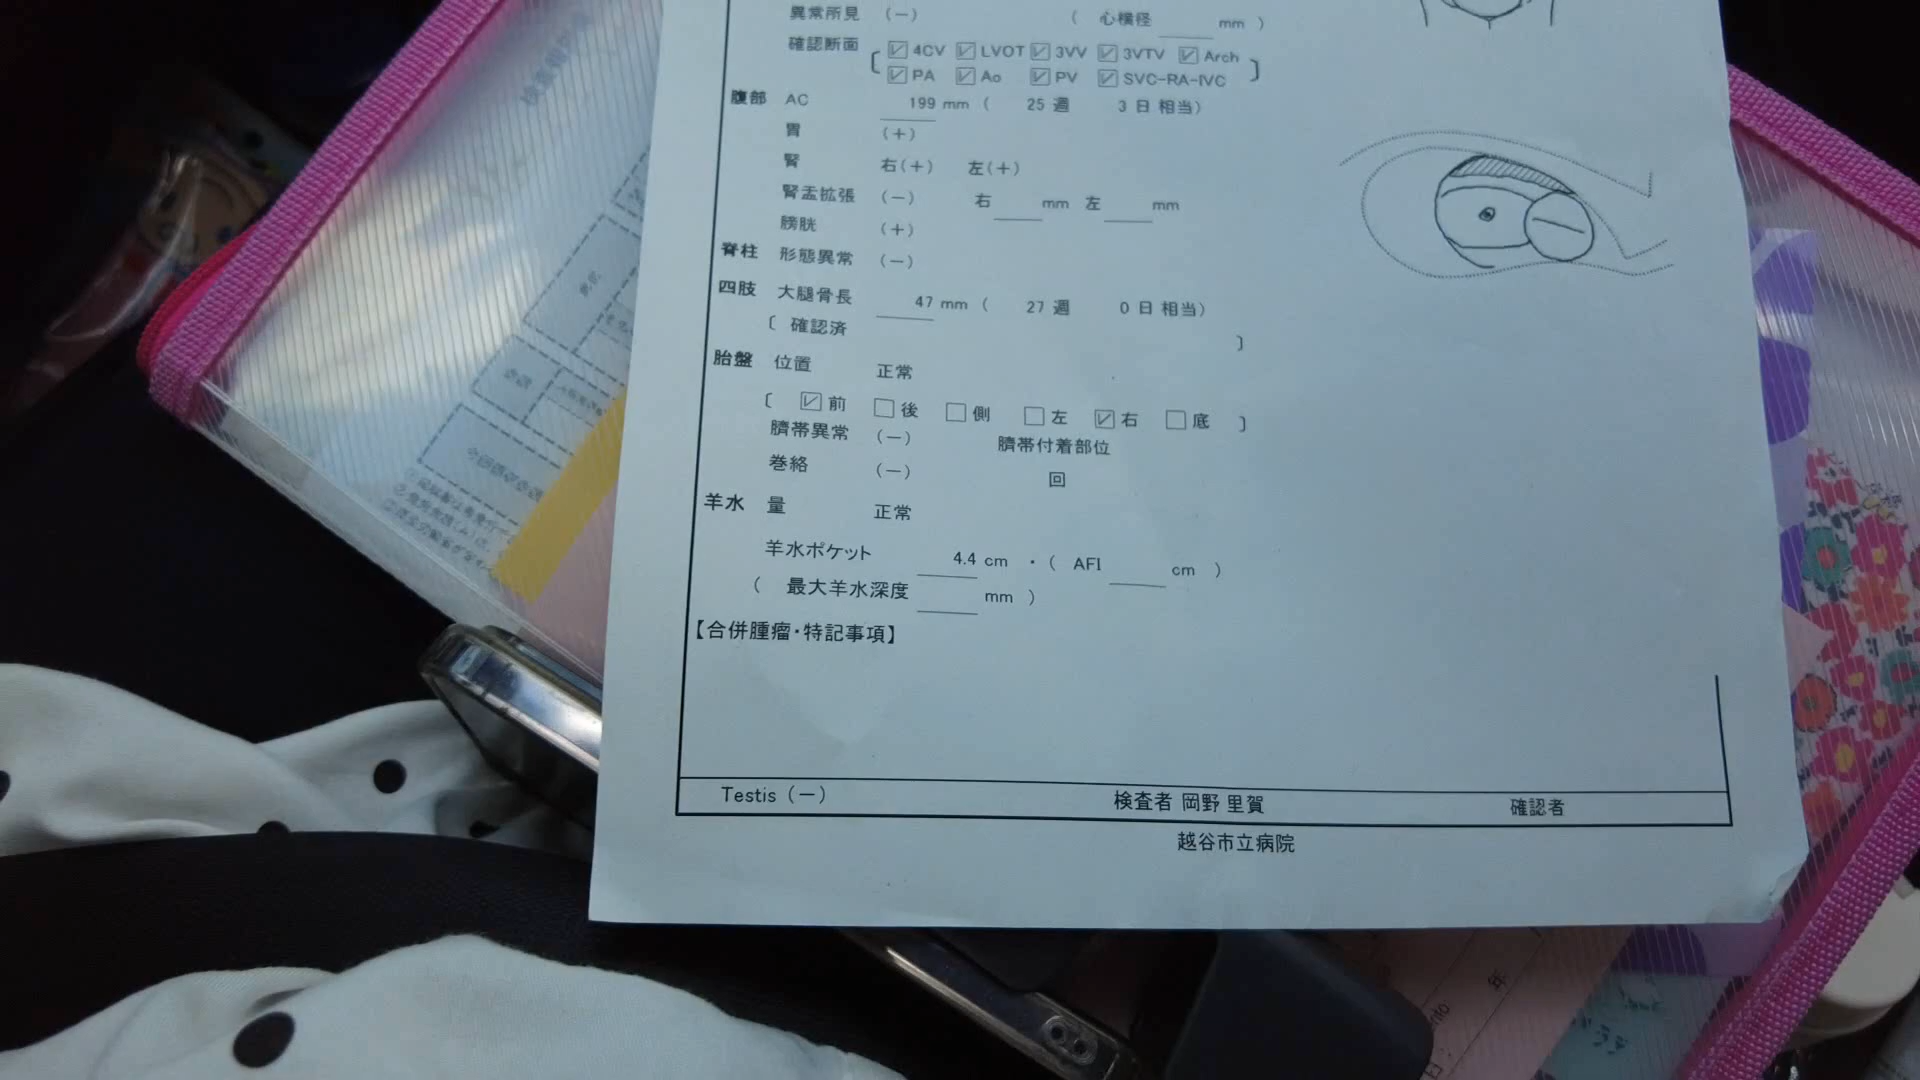 異常所見 (-) ( 心横径 mm )
確認断面 ☑ 4CV ☑ LVOT ☑ 3VV ☑ 3VTV ☑ Arch
☑ PA ☑ Ao ☑ PV ☑ SVC-RA-IVC
腹部 AC 199 mm ( 25 週 3 日 相当)
胃 (+)
腎 右(+) 左(+)
腎盂拡張 (-) 右 mm 左 mm
膀胱 (+)
脊柱 形態異常 (-)
四肢 大腿骨長 47 mm ( 27 週 0 日 相当)
〔 確認済 〕
胎盤 位置 正常
〔 ☑ 前 □ 後 □ 側 □ 左 ☑ 右 □ 底 〕
臍帯異常 (-) 臍帯付着部位
巻絡 (-) 回
羊水 量 正常
羊水ポケット 4.4 cm ・( AFI cm )
( 最大羊水深度 mm )
【合併腫瘤・特記事項】
Testis (-) 検査者 岡野 里賀 確認者
越谷市立病院
年
日